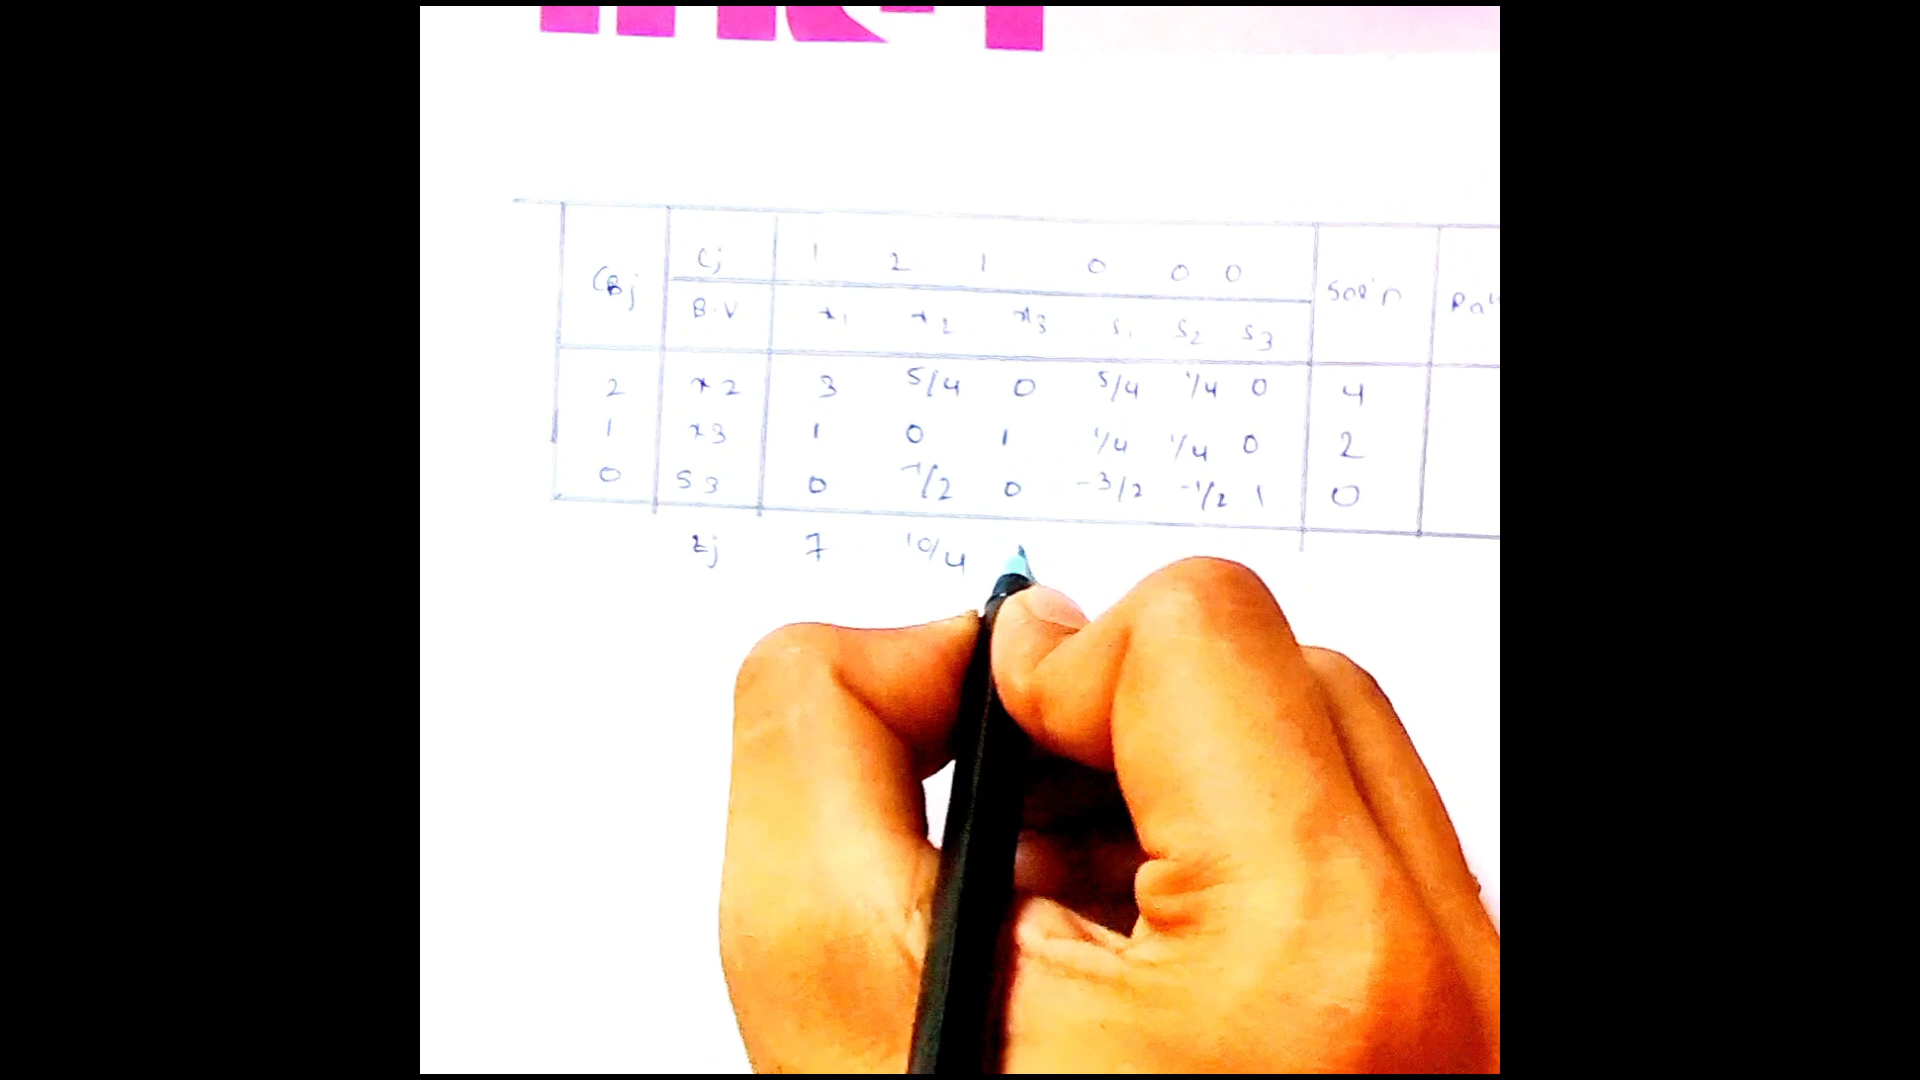 Cj 1 2 1 0 0 0
CBj Sol'n
B.V x1 x2 x3 S1 S2 S3
2 x2 3 5/4 0 5/4 1/4 0 4
1 x3 1 0 1 1/4 1/4 0 2
0 S3 0 -1/2 0 -3/2 -1/2 1 0
Zj 7 10/4